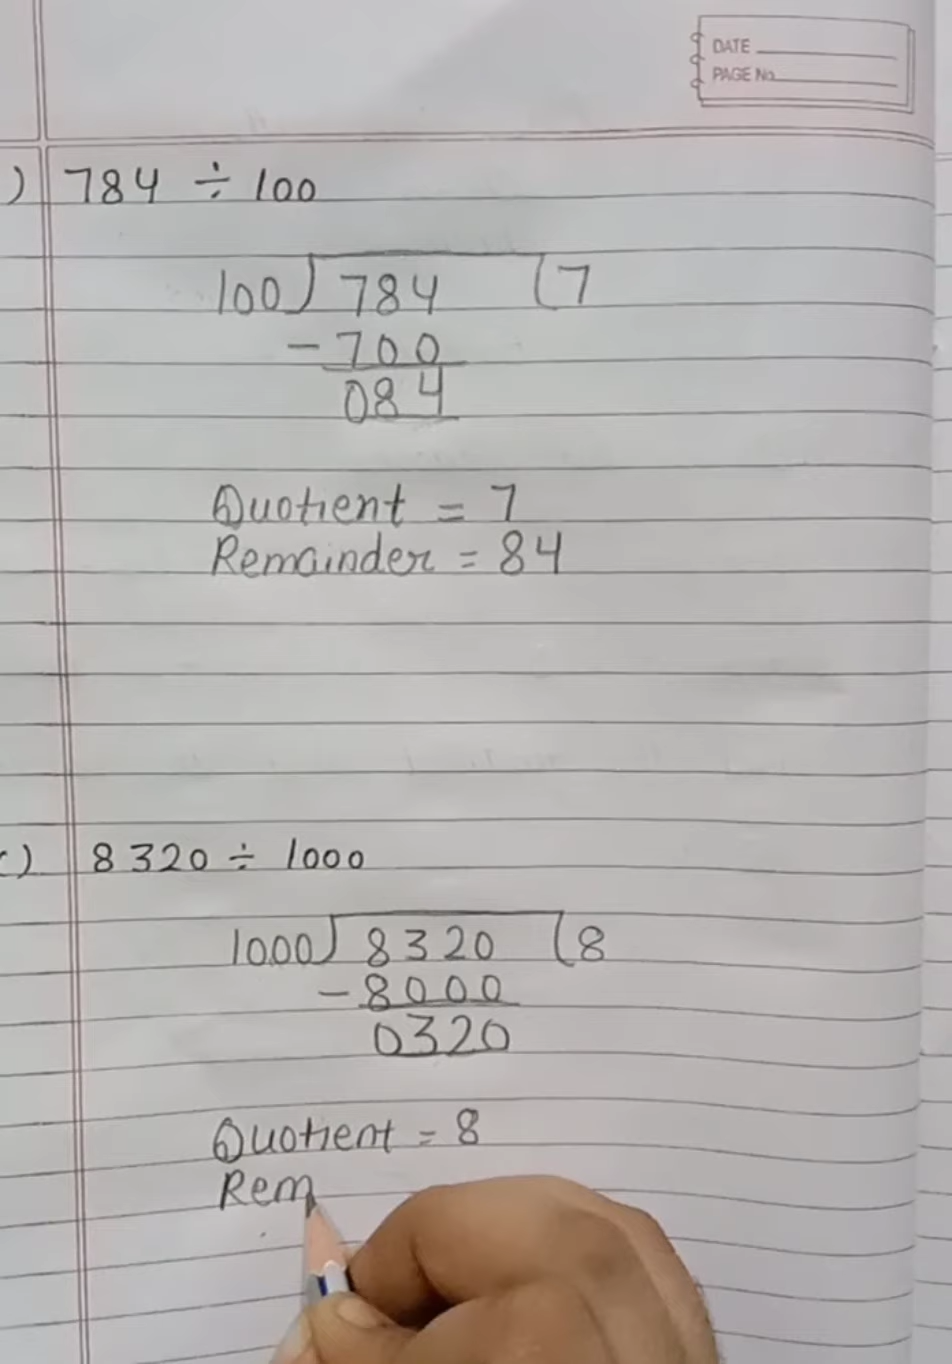 DATE
PAGE No.
) 784 ÷ 100
100 ) 784 ( 7
- 700
084
Quotient = 7
Remainder = 84
) 8320 ÷ 1000
1000 ) 8320 ( 8
- 8000
0320
Quotient = 8
Rem